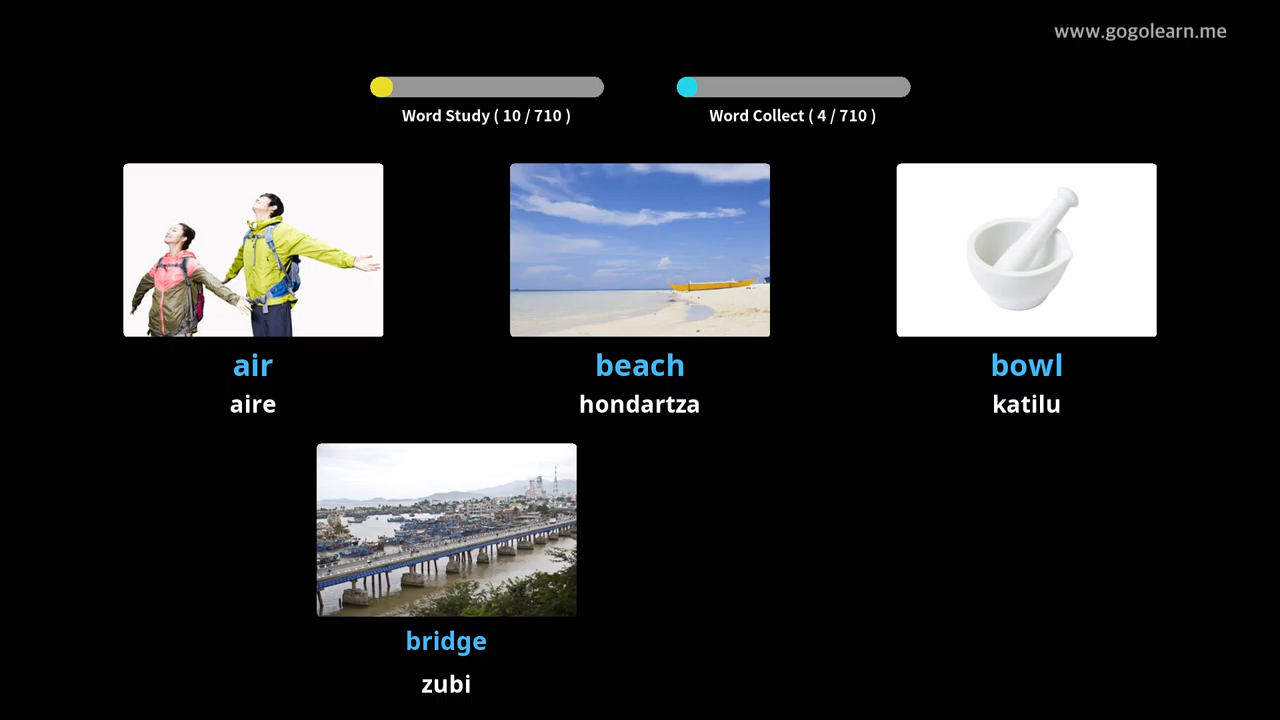 www.gogolearn.me
Word Study ( 10 / 710 )
Word Collect ( 4 / 710 )
air
aire
beach
hondartza
bowl
katilu
bridge
zubi